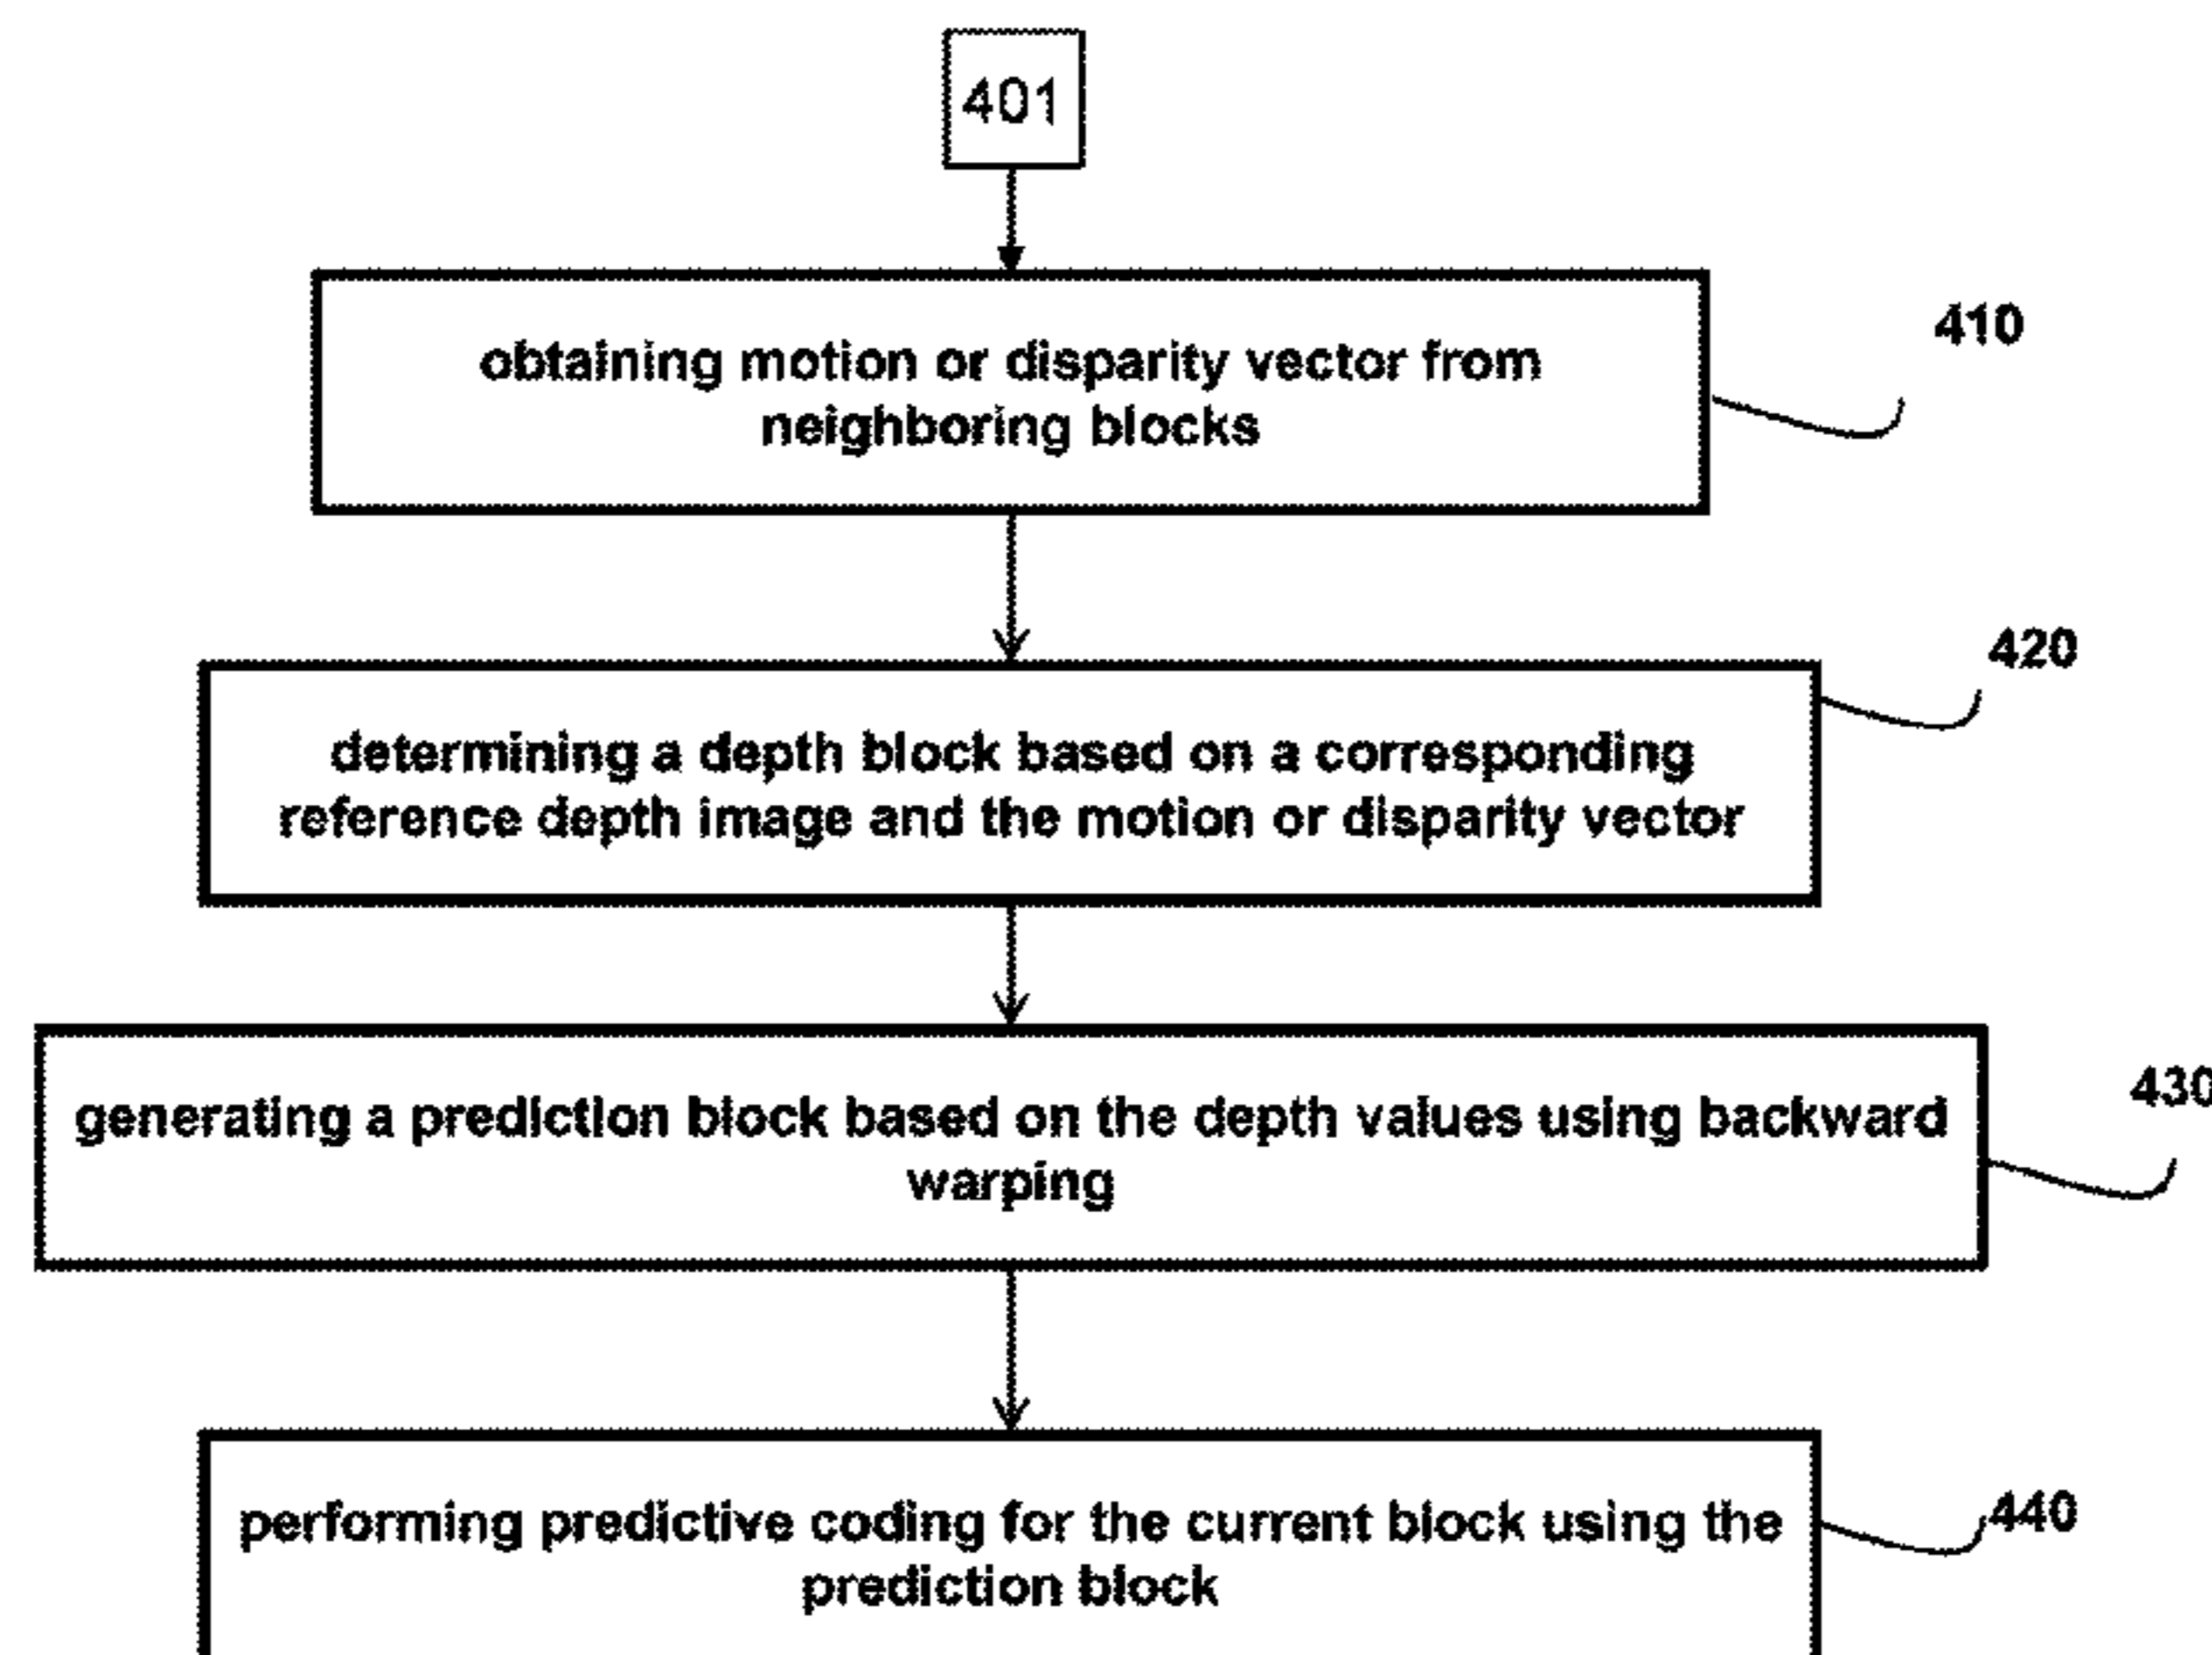 401
obtaining motion or disparity vector from
neighboring blocks
410
420
determining a depth block based on a corresponding
reference depth image and the motion or disparity vector
430
generating a prediction block based on the depth values using backward
warping
440
performing predictive coding for the current block using the
prediction block